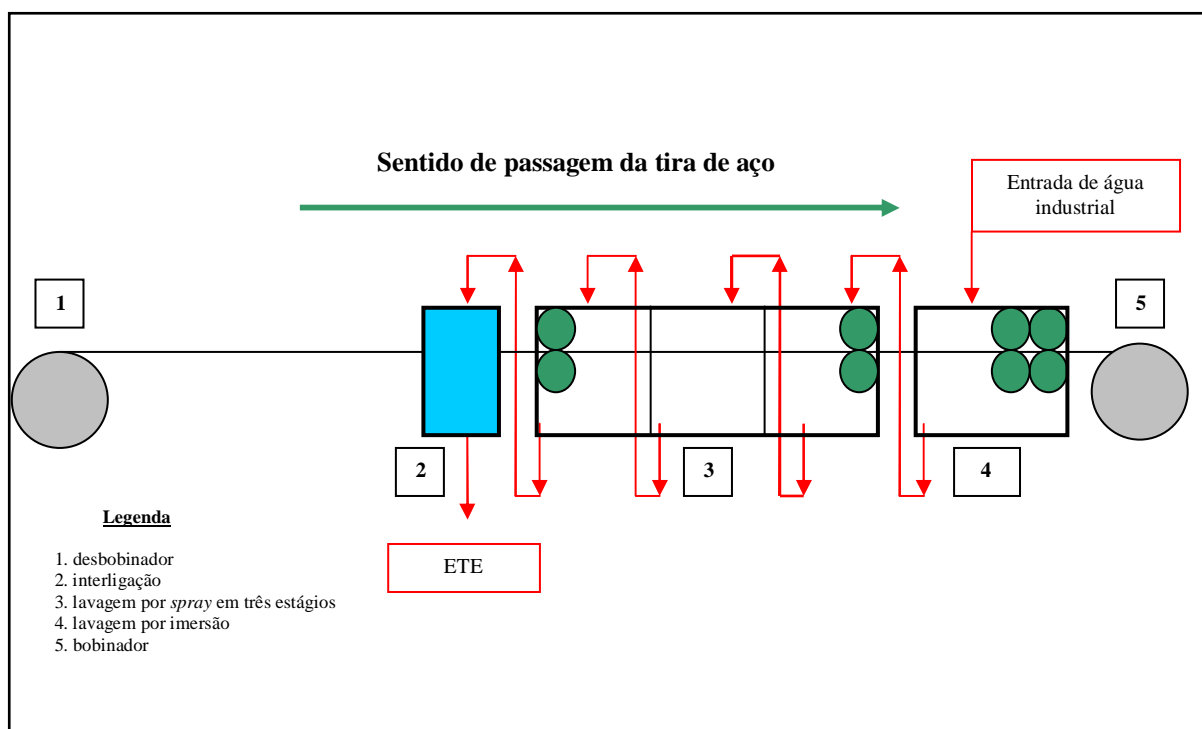 Sentido de passagem da tira de aço
Entrada de água
industrial
1
5
2
3
4
ETE
Legenda
1. desbobinador
2. interligação
3. lavagem por spray em três estágios
4. lavagem por imersão
5. bobinador